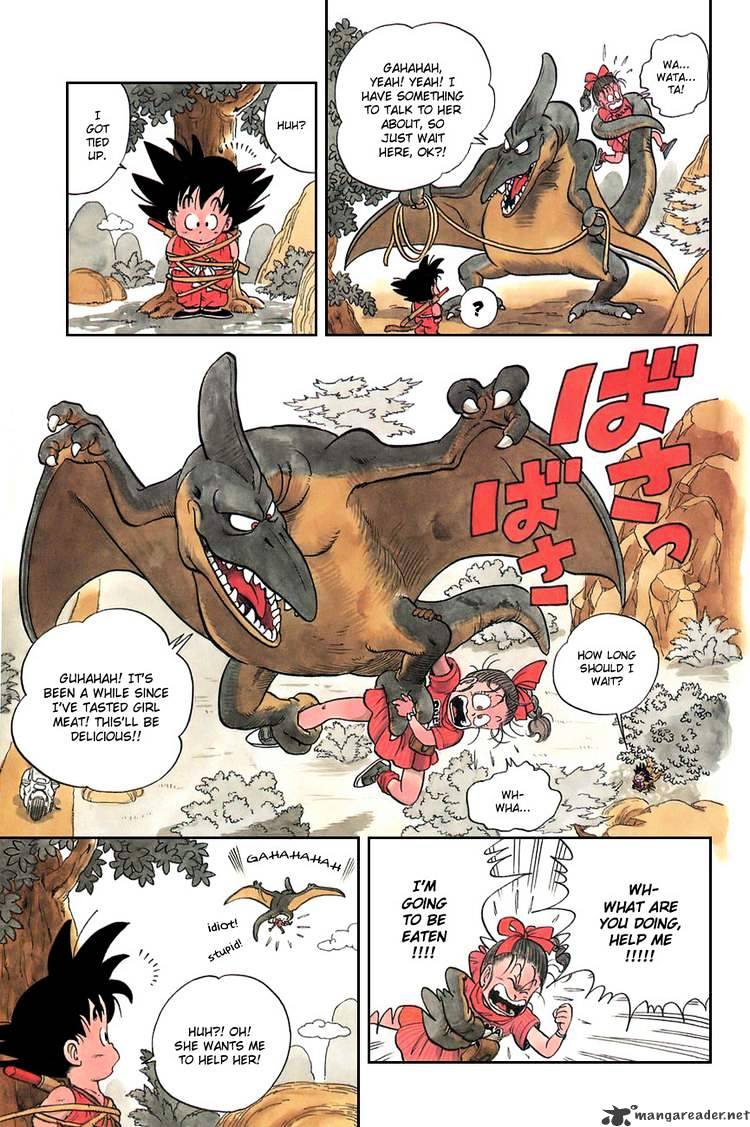 GAHAHAH,
YEAH! YEAH! I
HAVE SOMETHING
TO TALK TO HER
ABOUT, SO
JUST WAIT
HERE, OK?!
WA...
WATA...
TA!
?
HUH?
I
GOT
TIED
UP.
ばさっ
ばさ
HOW LONG
SHOULD I
WAIT?
GUHAHAH! IT'S
BEEN A WHILE SINCE
I'VE TASTED GIRL
MEAT! THIS'LL BE
DELICIOUS!!
WH-
WHA...
WH-
WHAT ARE
YOU DOING,
HELP ME
!!!!!
I'M
GOING
TO BE
EATEN
!!!!
GAHAHAHAH
idiot!
stupid!
HUH?! OH!
SHE WANTS ME
TO HELP HER!
mangareader.net